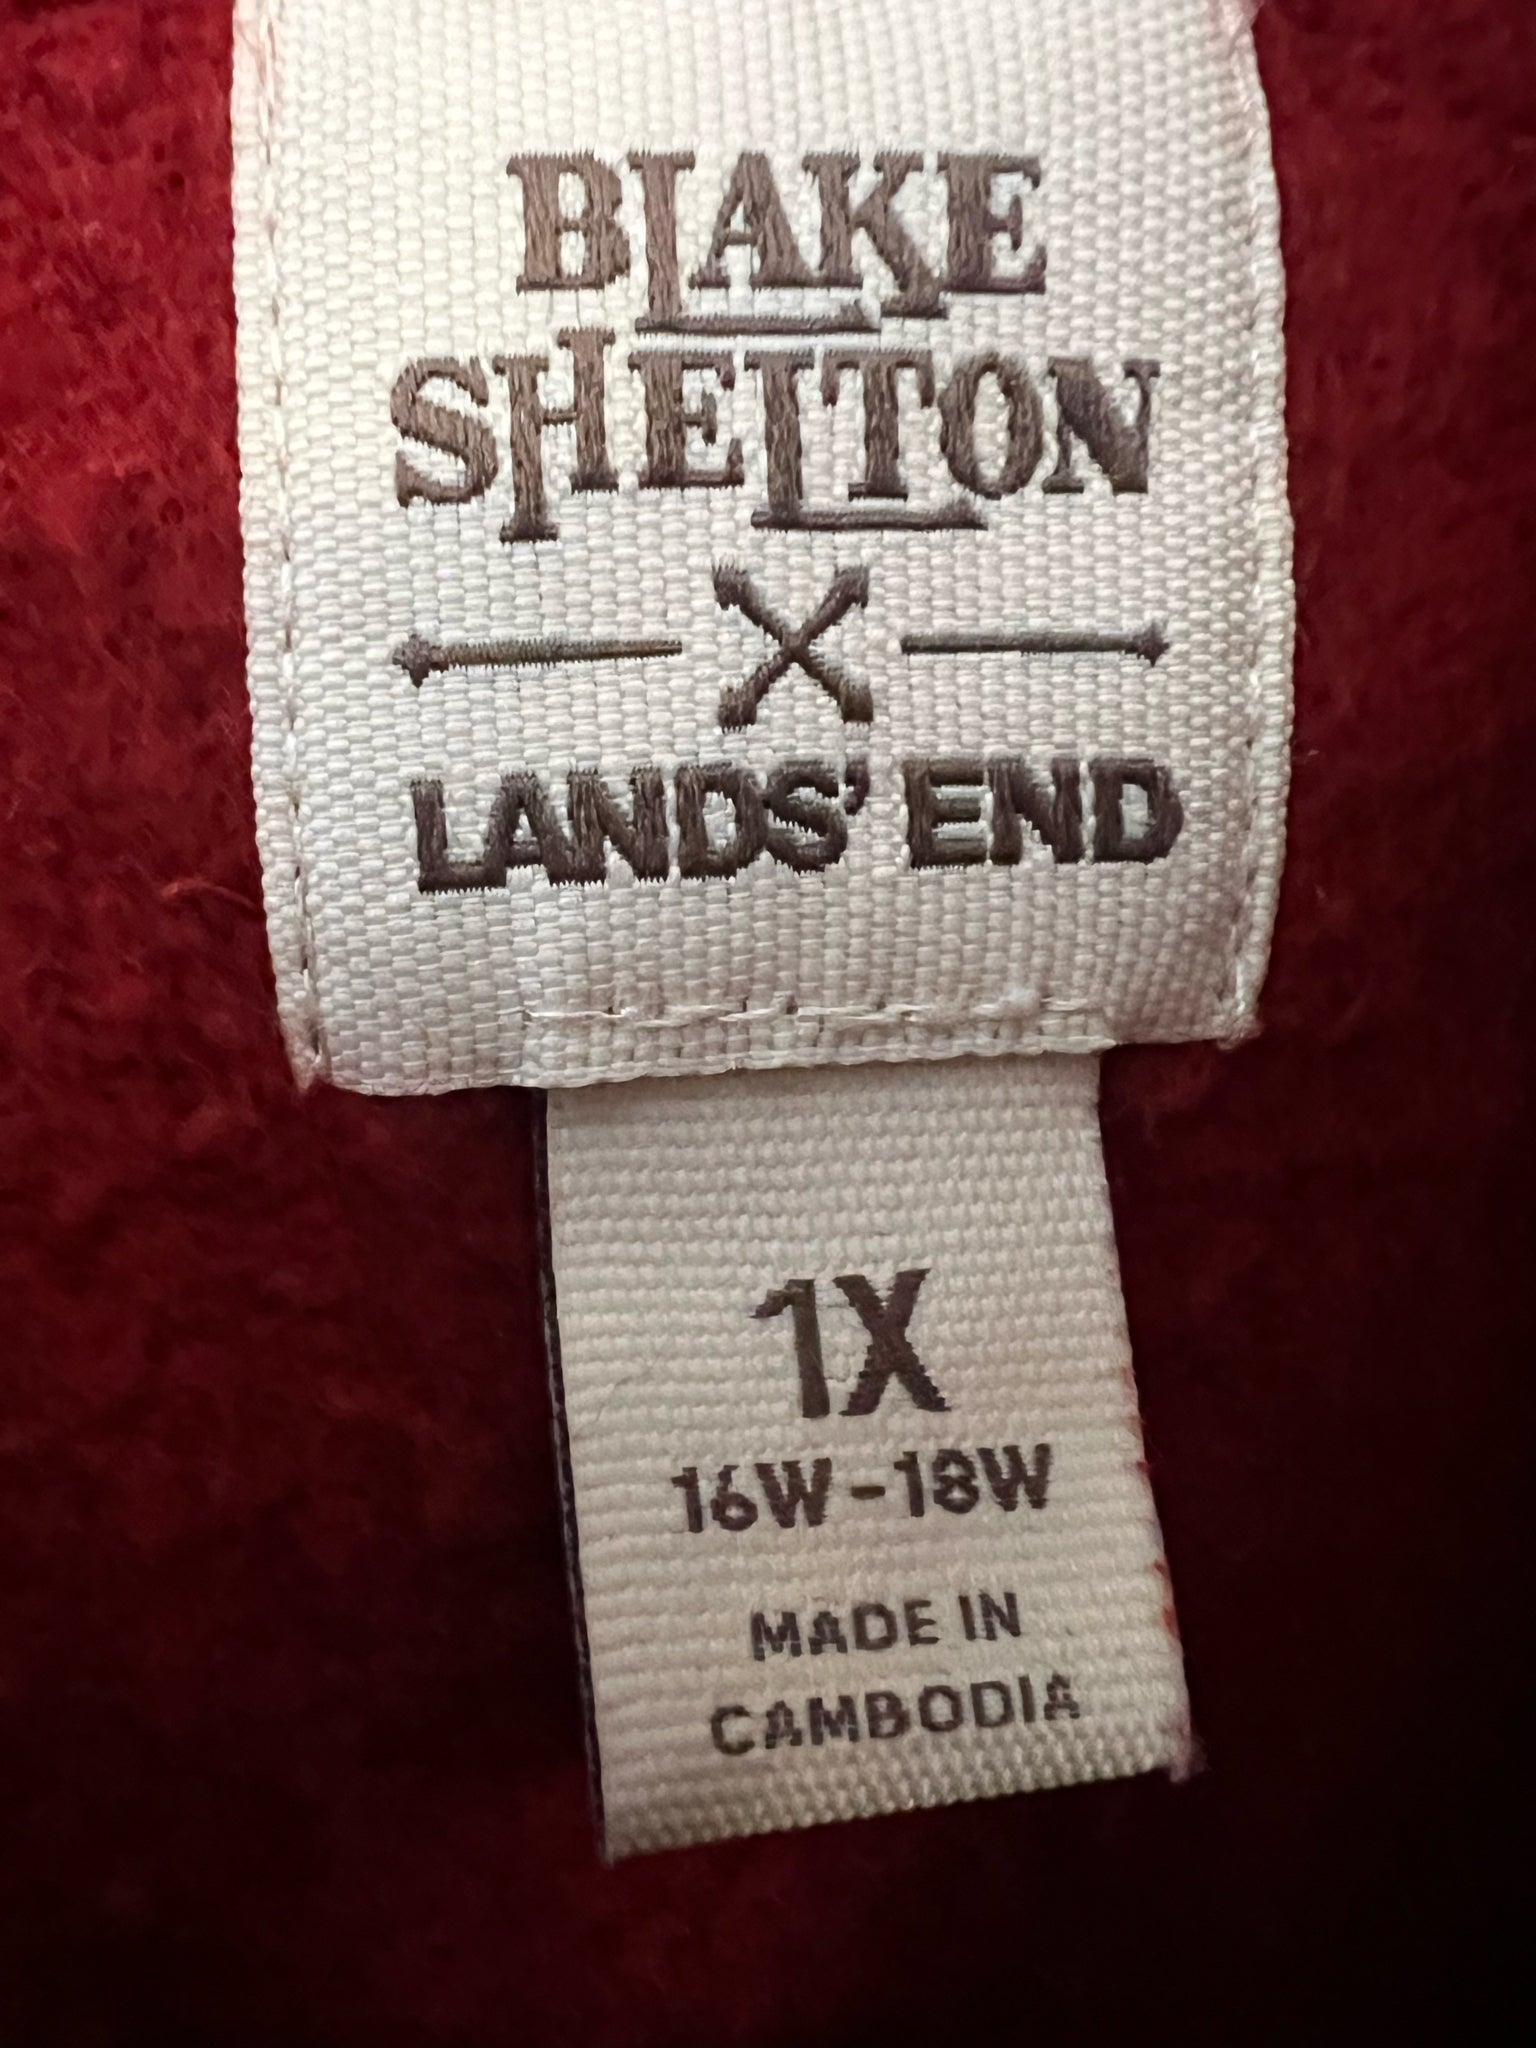 BLAKE
SHELTON
X
LANDS' END
1X
16W-18W
MADE IN
CAMBODIA